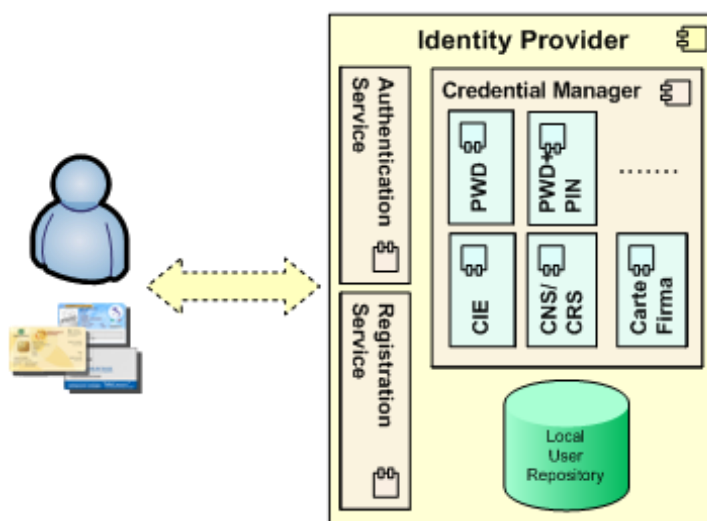 Identity Provider
Authentication
Service
Registration
Service
Credential Manager
PWD
PWD+
PIN
.......
CIE
CNS/
CRS
Carte
Firma
Local
User
Repository